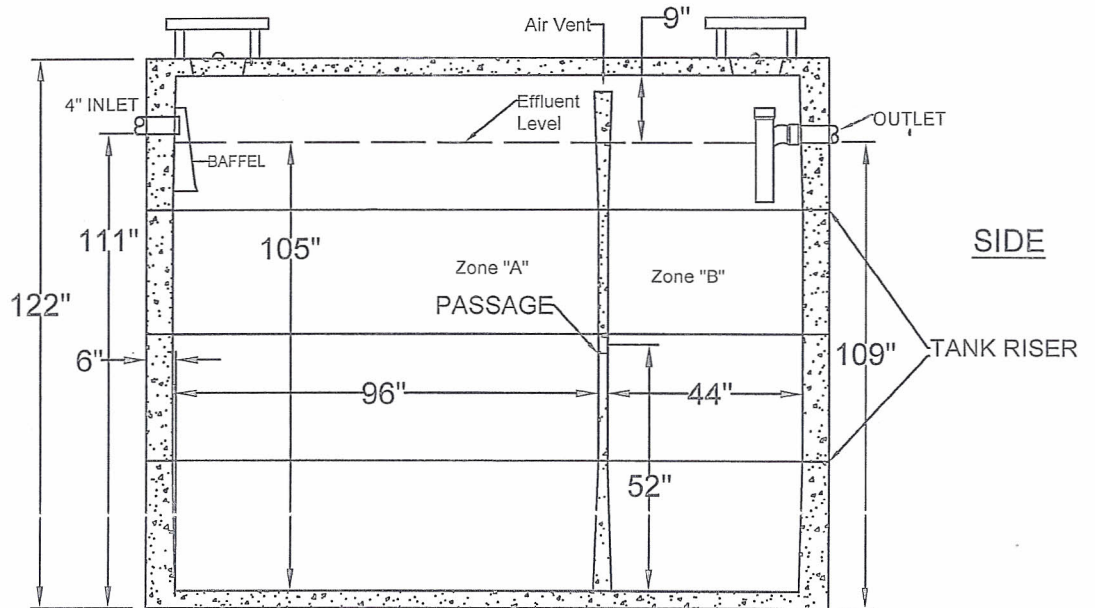 Air Vent
9"
4" INLET
Effluent
Level
OUTLET
BAFFEL
111"
105"
SIDE
Zone "A"
Zone "B"
PASSAGE
122"
6"
109"
TANK RISER
96"
44"
52"